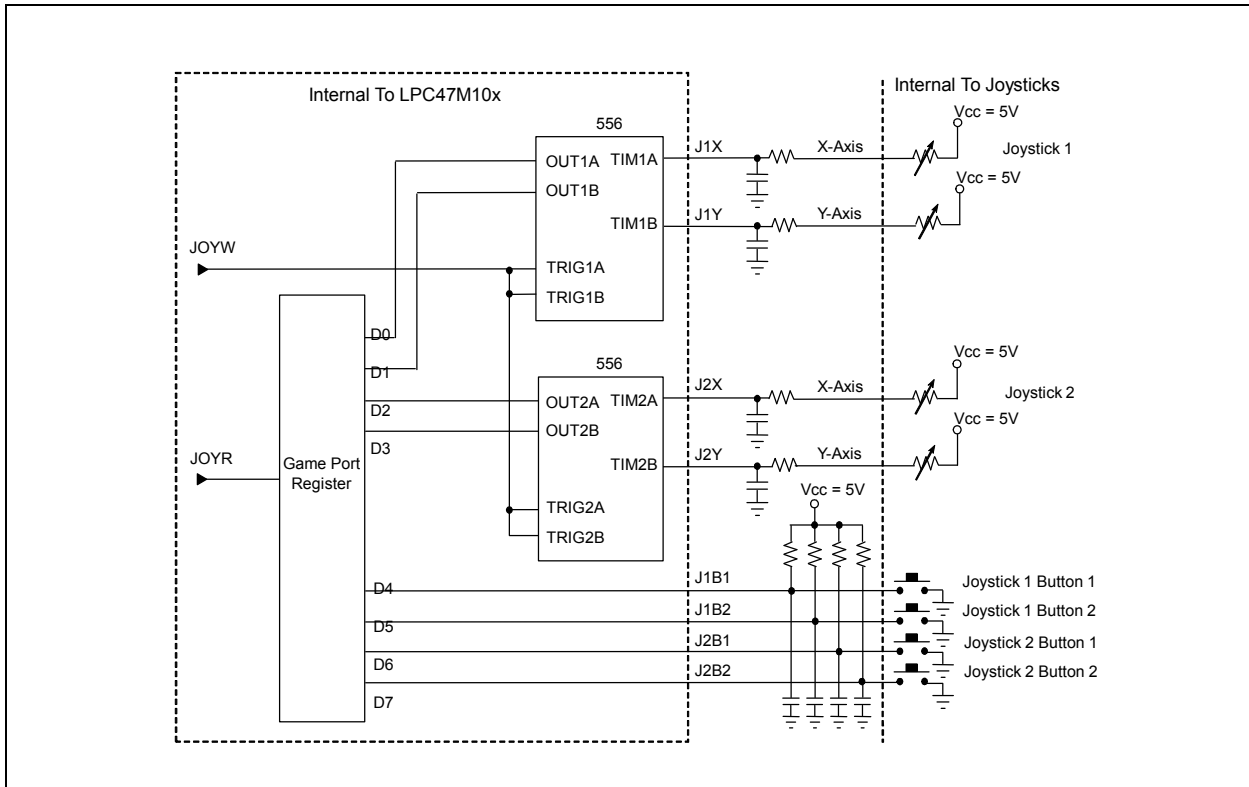 Internal To LPC47M10x
Internal To Joysticks
556
OUT1A
TIM1A
OUT1B
TIM1B
TRIG1A
TRIG1B
J1X
X-Axis
Vcc = 5V
Joystick 1
Vcc = 5V
J1Y
Y-Axis
JOYW
D0
D1
D2
D3
JOYR
Game Port
Register
556
OUT2A
TIM2A
OUT2B
TIM2B
TRIG2A
TRIG2B
J2X
X-Axis
Vcc = 5V
Joystick 2
Vcc = 5V
J2Y
Y-Axis
Vcc = 5V
D4
J1B1
Joystick 1 Button 1
D5
J1B2
Joystick 1 Button 2
D6
J2B1
Joystick 2 Button 1
D7
J2B2
Joystick 2 Button 2